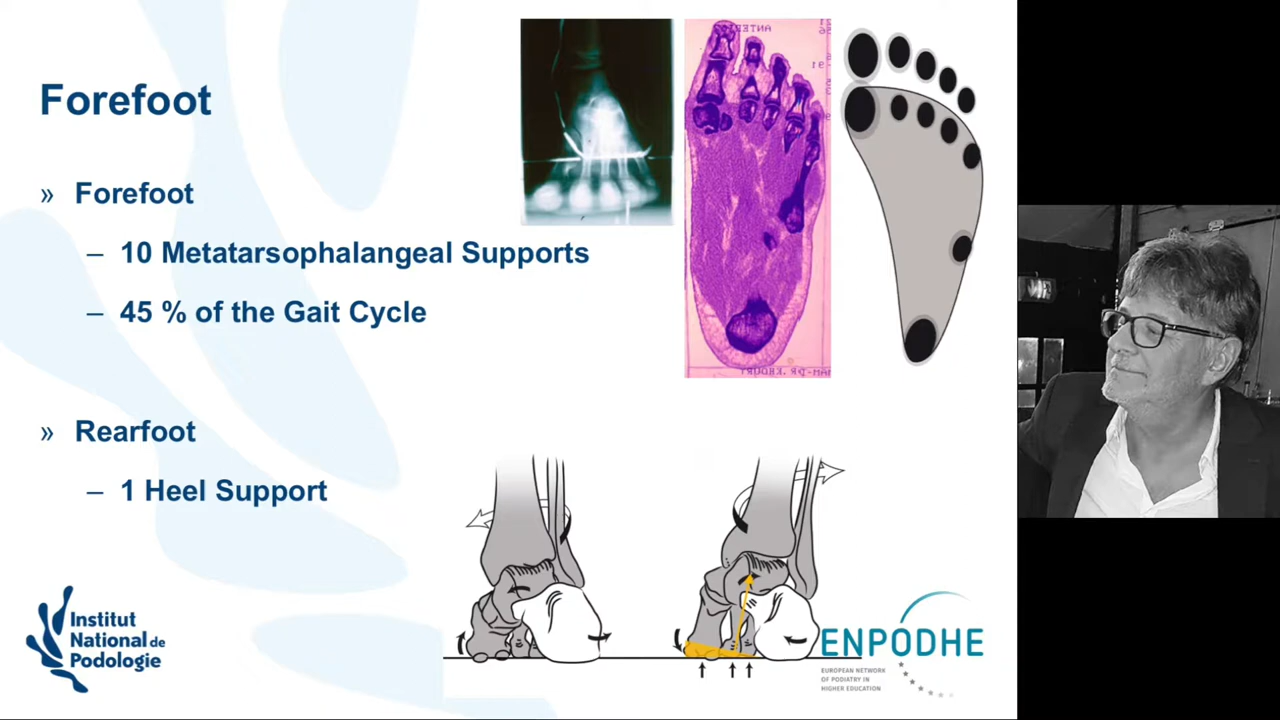 Forefoot
» Forefoot
– 10 Metatarsophalangeal Supports
– 45 % of the Gait Cycle
» Rearfoot
– 1 Heel Support
Institut
National de
Podologie
ENPODHE
EUROPEAN NETWORK
OF PODIATRY IN
HIGHER EDUCATION